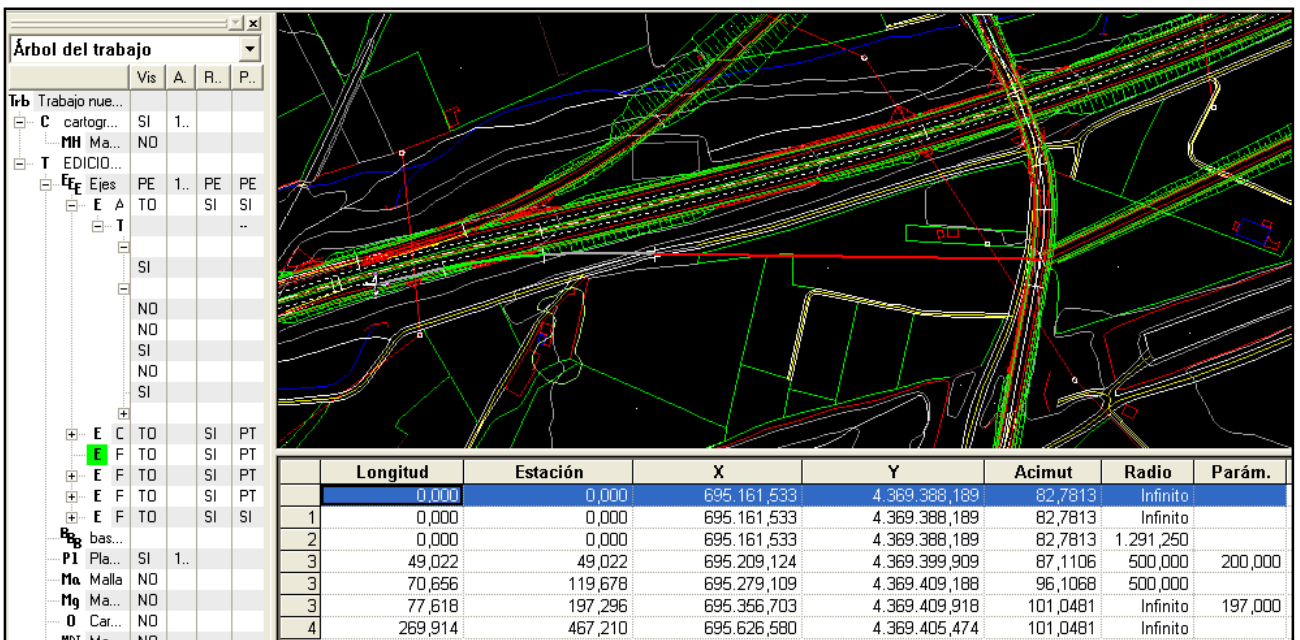 Árbol del trabajo
Vis A. R.. P..
Trb Trabajo nue...
C cartogr... SI 1..
MH Ma... NO
T EDICIO...
EEE Ejes PE 1.. PE PE
E A TO SI SI
T --
SI
NO
NO
SI
NO
SI
E C TO SI PT
E F TO SI PT
E F TO SI PT
E F TO SI PT
E F TO SI SI
BBB bas...
Pl Pla... SI 1..
Ma Malla NO
Mg Ma... NO
O Car... NO
MDT Ma... NO
Longitud Estación X Y Acimut Radio Parám.
0,000 0,000 695.161,533 4.369.388,189 82,7813 Infinito
1 0,000 0,000 695.161,533 4.369.388,189 82,7813 Infinito
2 0,000 0,000 695.161,533 4.369.388,189 82,7813 1.291,250
3 49,022 49,022 695.209,124 4.369.399,909 87,1106 500,000 200,000
3 70,656 119,678 695.279,109 4.369.409,188 96,1068 500,000
3 77,618 197,296 695.356,703 4.369.409,918 101,0481 Infinito 197,000
4 269,914 467,210 695.626,580 4.369.405,474 101,0481 Infinito